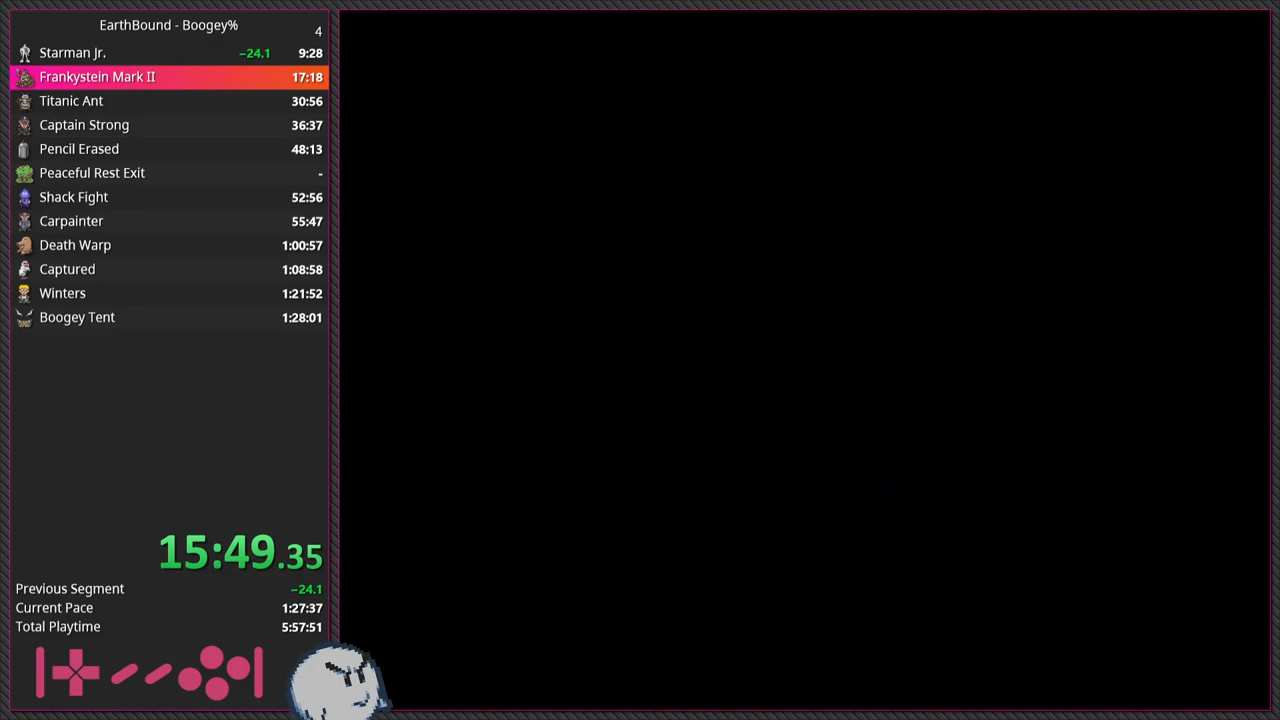 EarthBound - Boogey%
4
Starman Jr. −24.1 9:28
Frankystein Mark II 17:18
Titanic Ant 30:56
Captain Strong 36:37
Pencil Erased 48:13
Peaceful Rest Exit -
Shack Fight 52:56
Carpainter 55:47
Death Warp 1:00:57
Captured 1:08:58
Winters 1:21:52
Boogey Tent 1:28:01
15:49.35
Previous Segment −24.1
Current Pace 1:27:37
Total Playtime 5:57:51